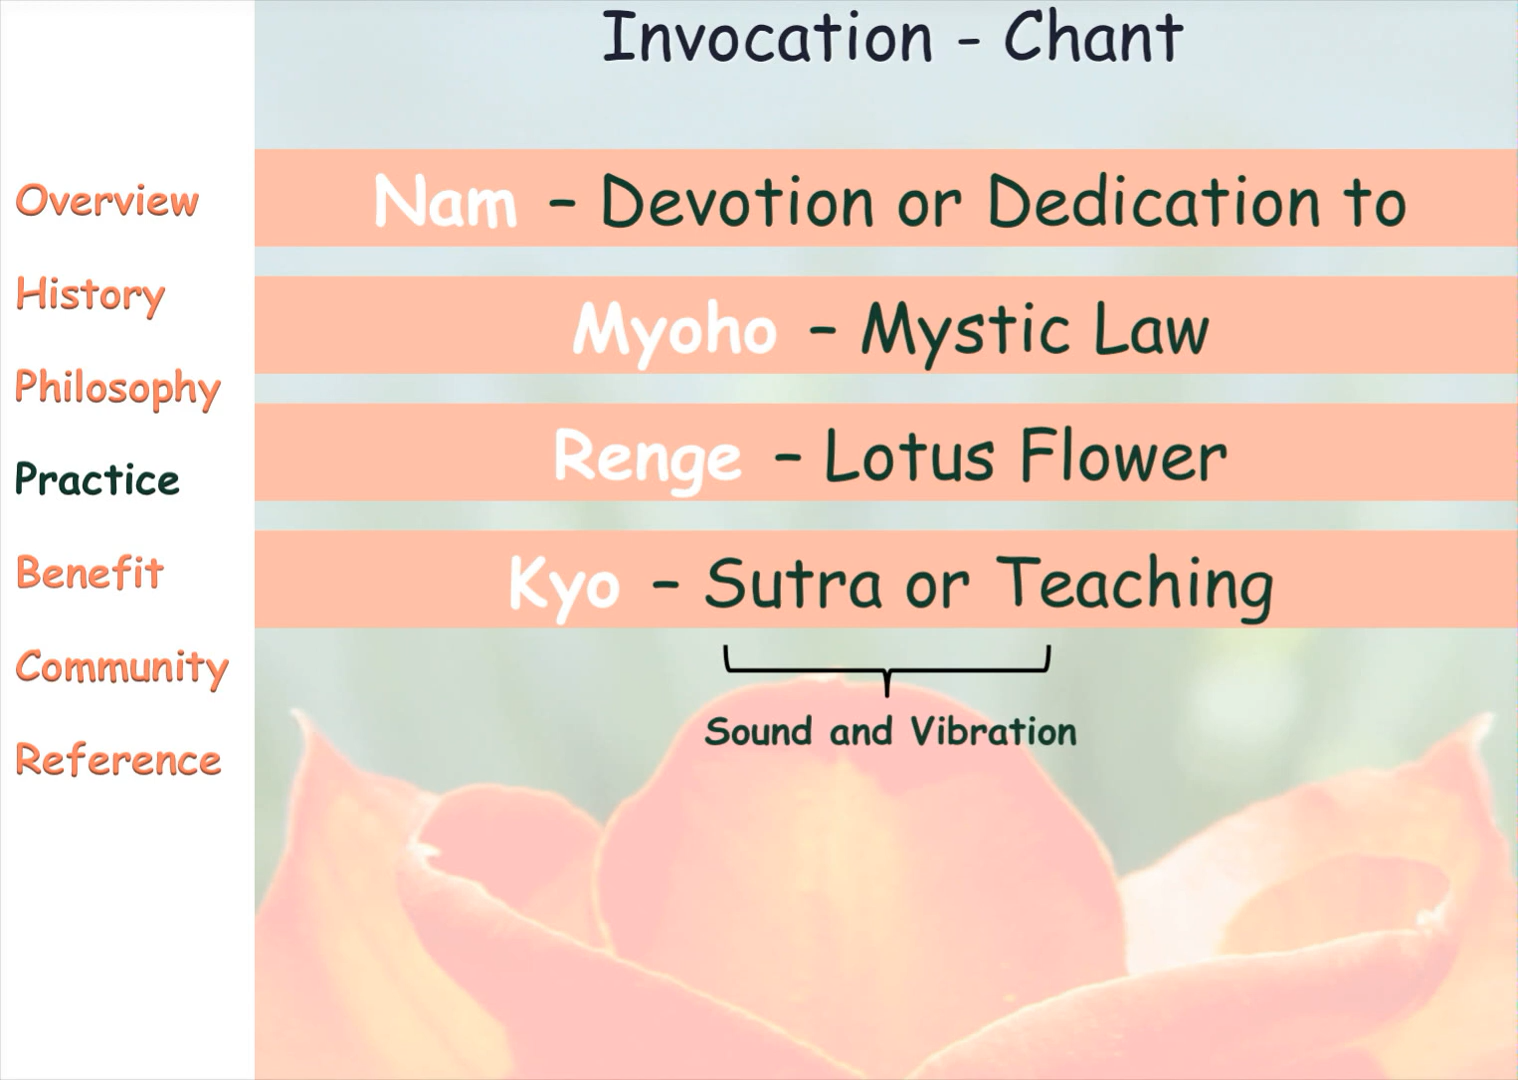 Invocation - Chant
Overview
History
Philosophy
Practice
Benefit
Community
Reference
Nam – Devotion or Dedication to
Myoho – Mystic Law
Renge – Lotus Flower
Kyo – Sutra or Teaching
Sound and Vibration